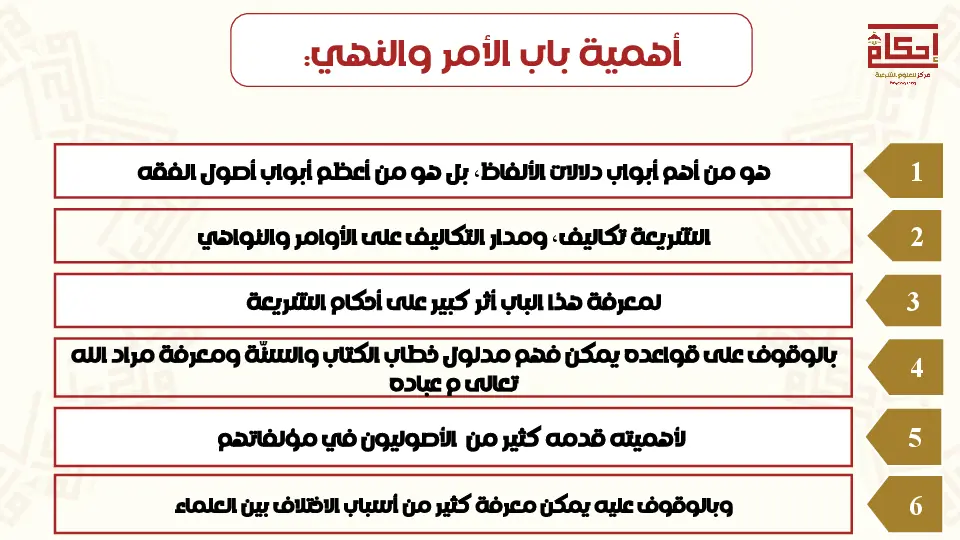 أهمية باب الأمر والنهي:
إحكام
مركز للعلوم الشرعية
هو من أهم أبواب دلالات الألفاظ، بل هو من أعظم أبواب أصول الفقه
1
الشريعة تكاليف، ومدار التكاليف على الأوامر والنواهي
2
لمعرفة هذا الباب أثر كبير على أحكام الشريعة
3
بالوقوف على قواعده يمكن فهم مدلول خطاب الكتاب والسنّة ومعرفة مراد الله
تعالى م عباده
4
لأهميته قدمه كثير من الأصوليون في مؤلفاتهم
5
وبالوقوف عليه يمكن معرفة كثير من أسباب الاختلاف بين العلماء
6